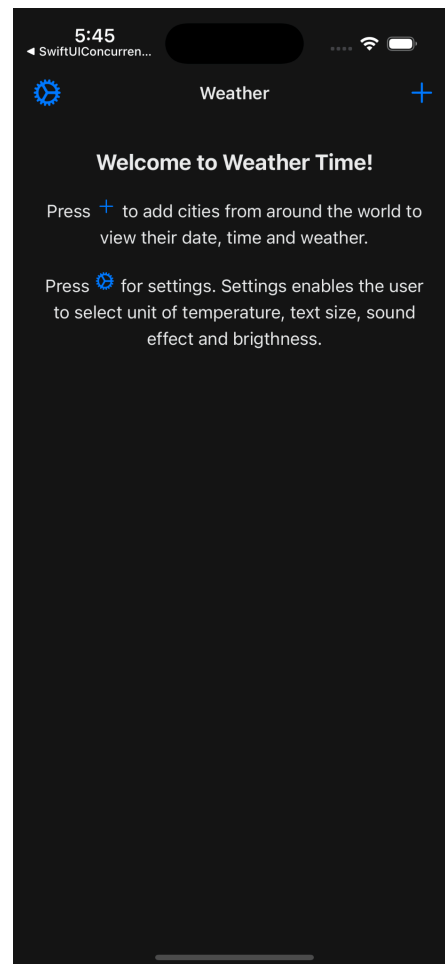 5:45
◀ SwiftUIConcurren...
Weather
Welcome to Weather Time!
Press + to add cities from around the world to
view their date, time and weather.
Press for settings. Settings enables the user
to select unit of temperature, text size, sound
effect and brigthness.